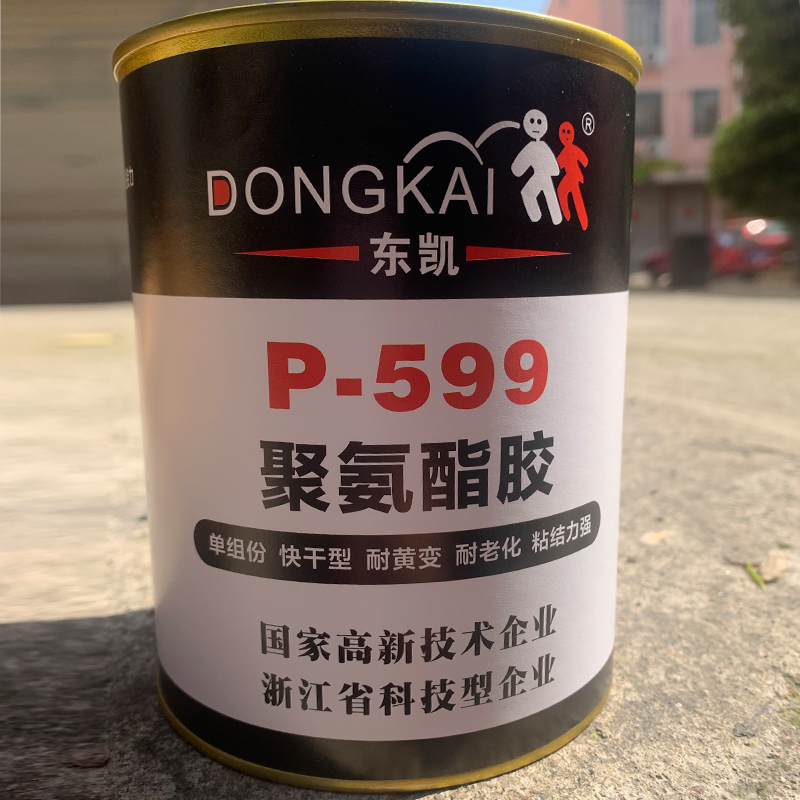 DONGKAI ®
东凯
P-599
聚氨酯胶
单组份 快干型 耐黄变 耐老化 粘结力强
国家高新技术企业
浙江省科技型企业